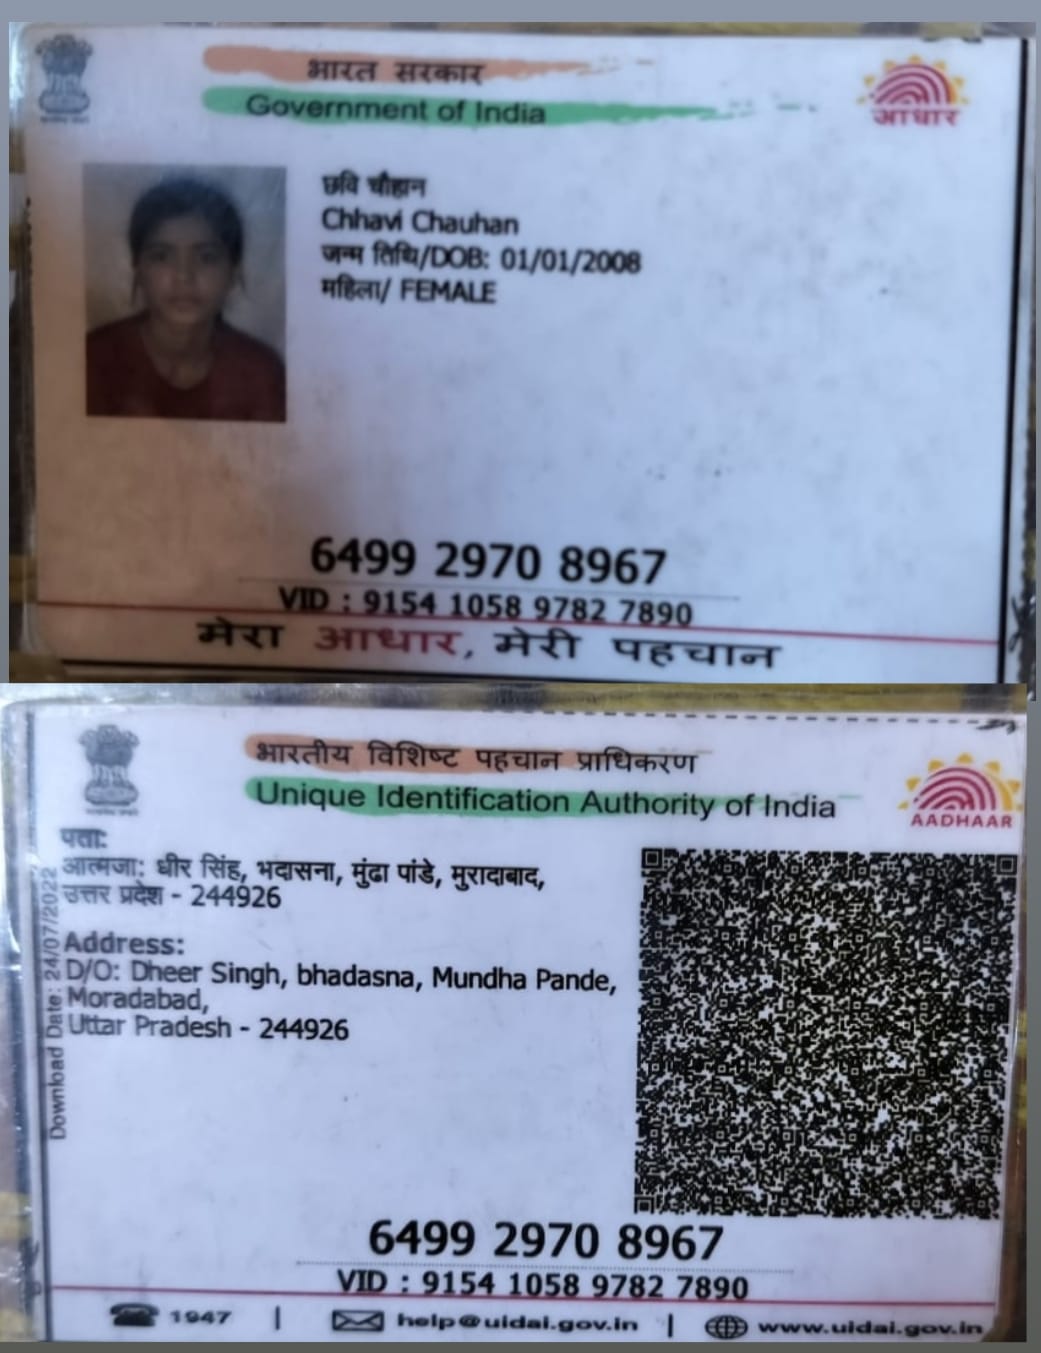 भारत सरकार
Government of India
आधार
छवि चौहान
Chhavi Chauhan
जन्म तिथि/DOB: 01/01/2008
महिला/ FEMALE
6499 2970 8967
VID : 9154 1058 9782 7890
मेरा आधार, मेरी पहचान
भारतीय विशिष्ट पहचान प्राधिकरण
Unique Identification Authority of India
AADHAAR
पता:
आत्मजा: धीर सिंह, भदासना, मुंढा पांडे, मुरादाबाद,
उत्तर प्रदेश - 244926
Address:
D/O: Dheer Singh, bhadasna, Mundha Pande,
Moradabad,
Uttar Pradesh - 244926
Download Date: 24/07/2022
6499 2970 8967
VID : 9154 1058 9782 7890
1947 | help@uidai.gov.in | www.uidai.gov.in